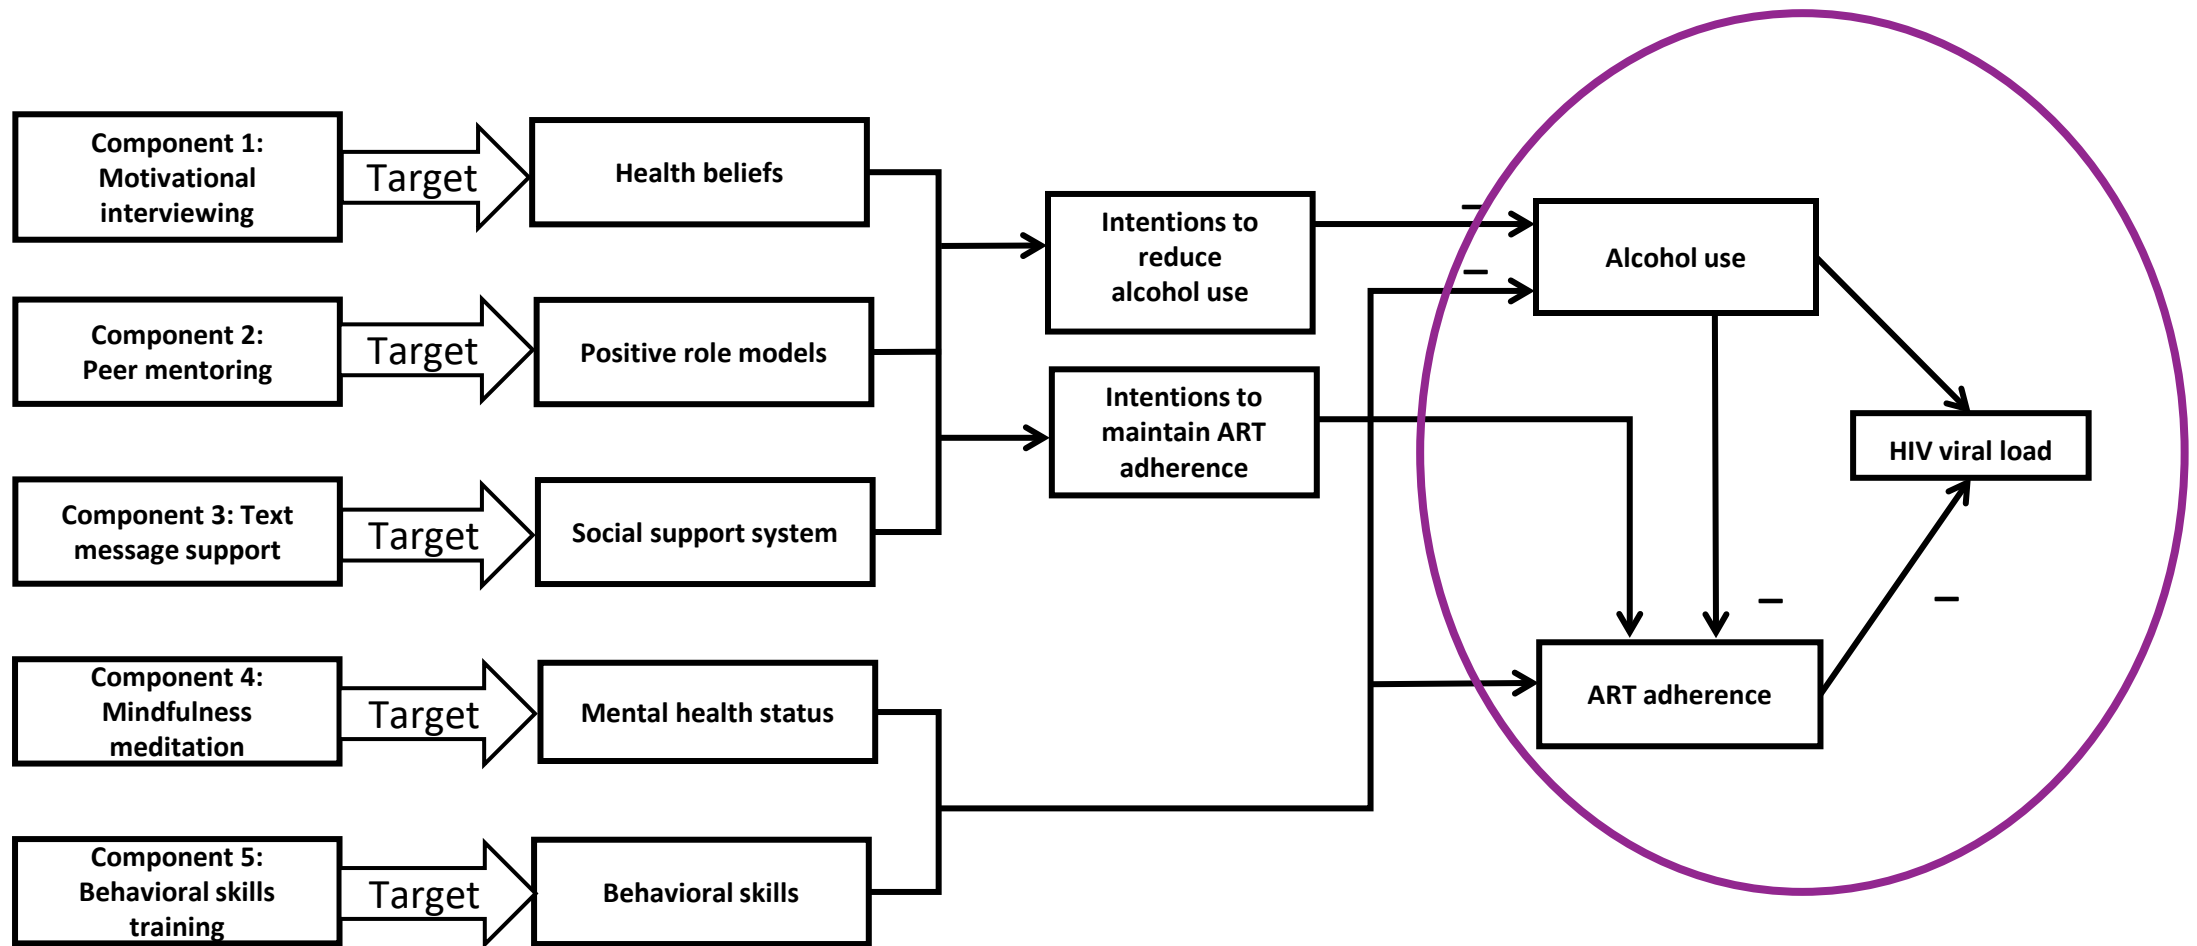 Component 1:
Motivational
interviewing
Target
Health beliefs
Component 2:
Peer mentoring
Target
Positive role models
Component 3: Text
message support
Target
Social support system
Component 4:
Mindfulness
meditation
Target
Mental health status
Component 5:
Behavioral skills
training
Target
Behavioral skills
Intentions to
reduce
alcohol use
Intentions to
maintain ART
adherence
–
–
Alcohol use
HIV viral load
–
–
ART adherence